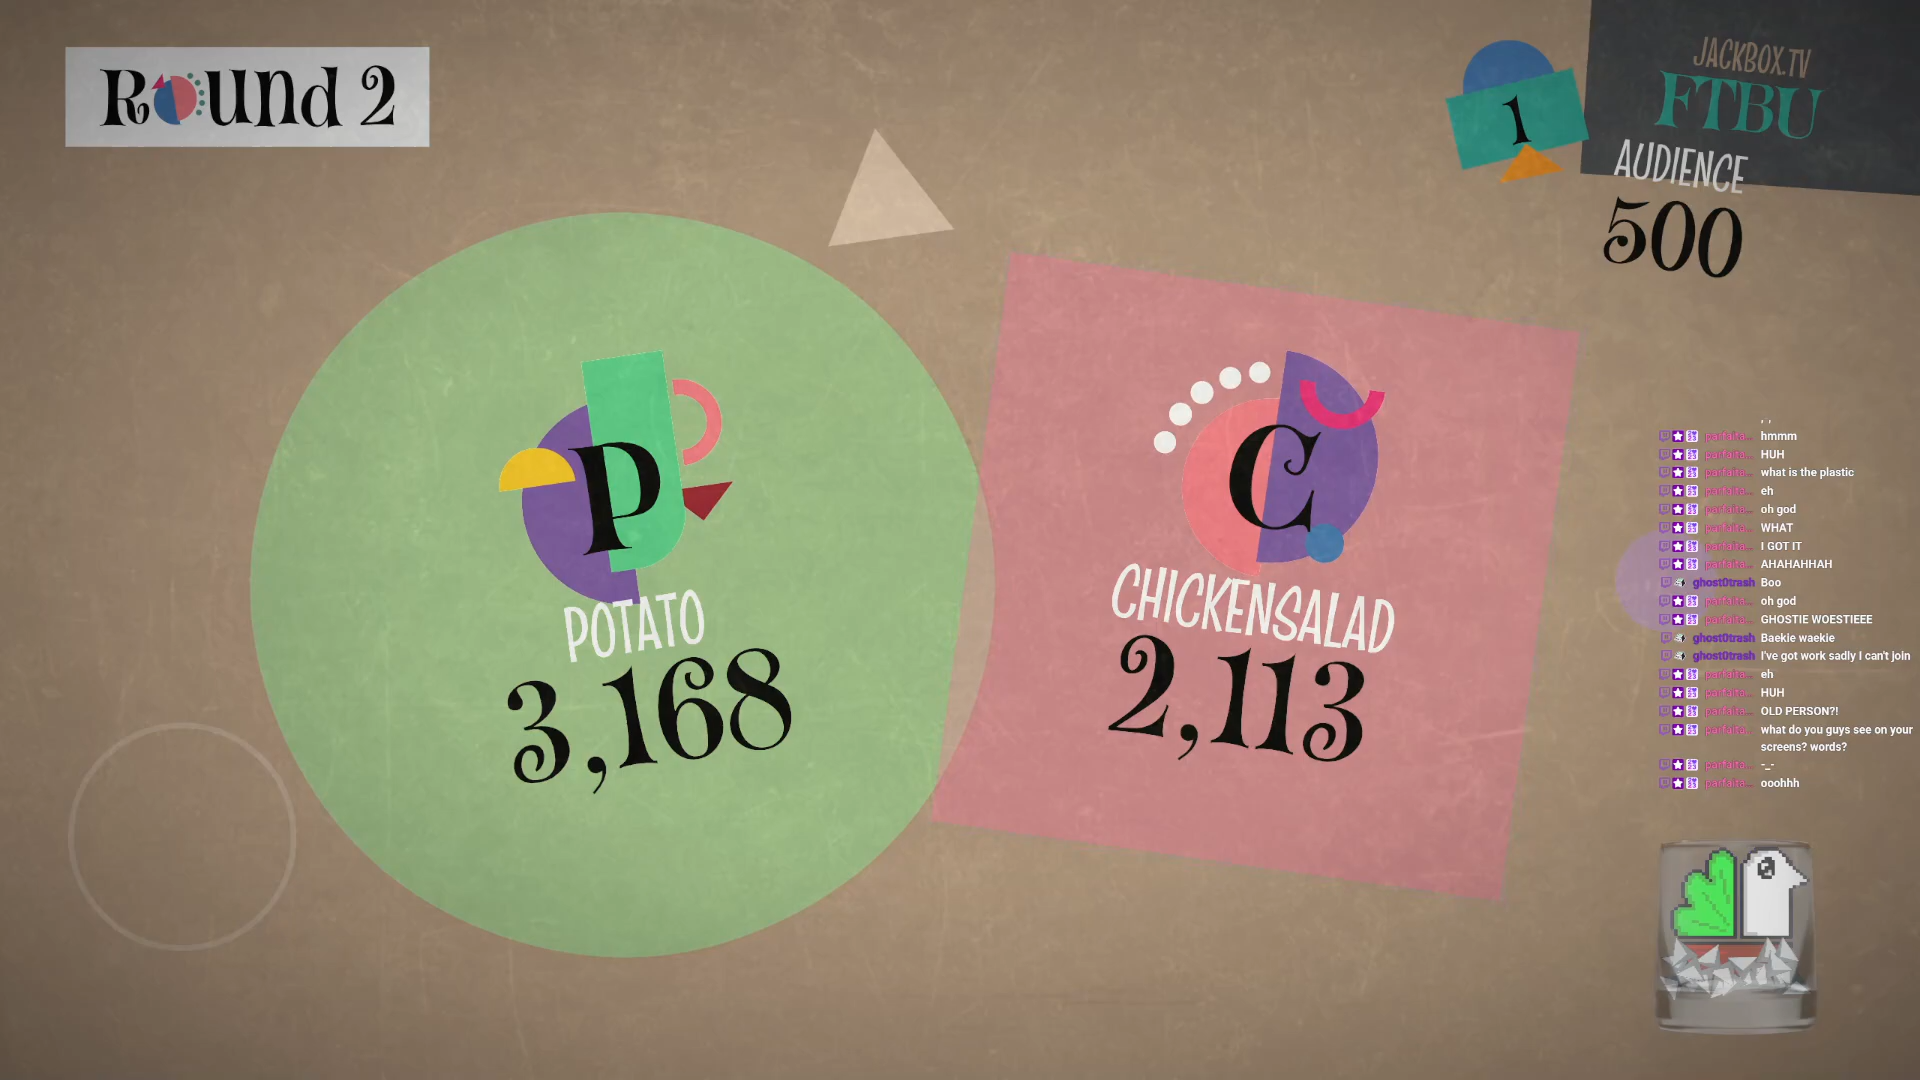 Round 2
JACKBOX.TV
FTBU
1
AUDIENCE
500
P
POTATO
3,168
C
CHICKENSALAD
2,113
hmmm
HUH
what is the plastic
eh
oh god
WHAT
I GOT IT
AHAHAHHAH
ghost0trash Boo
oh god
GHOSTIE WOESTIEEE
ghost0trash Baekie waekie
ghost0trash I've got work sadly I can't join
eh
HUH
OLD PERSON?!
what do you guys see on your
screens? words?
-_-
ooohhh